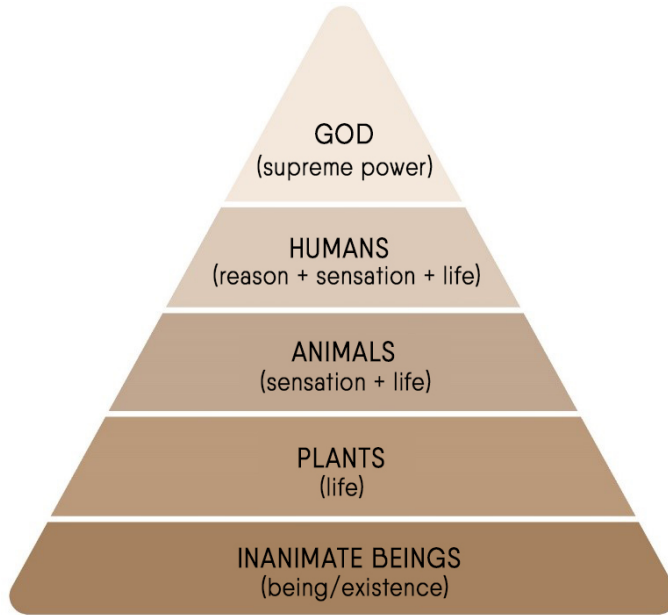 GOD
(supreme power)
HUMANS
(reason + sensation + life)
ANIMALS
(sensation + life)
PLANTS
(life)
INANIMATE BEINGS
(being/existence)